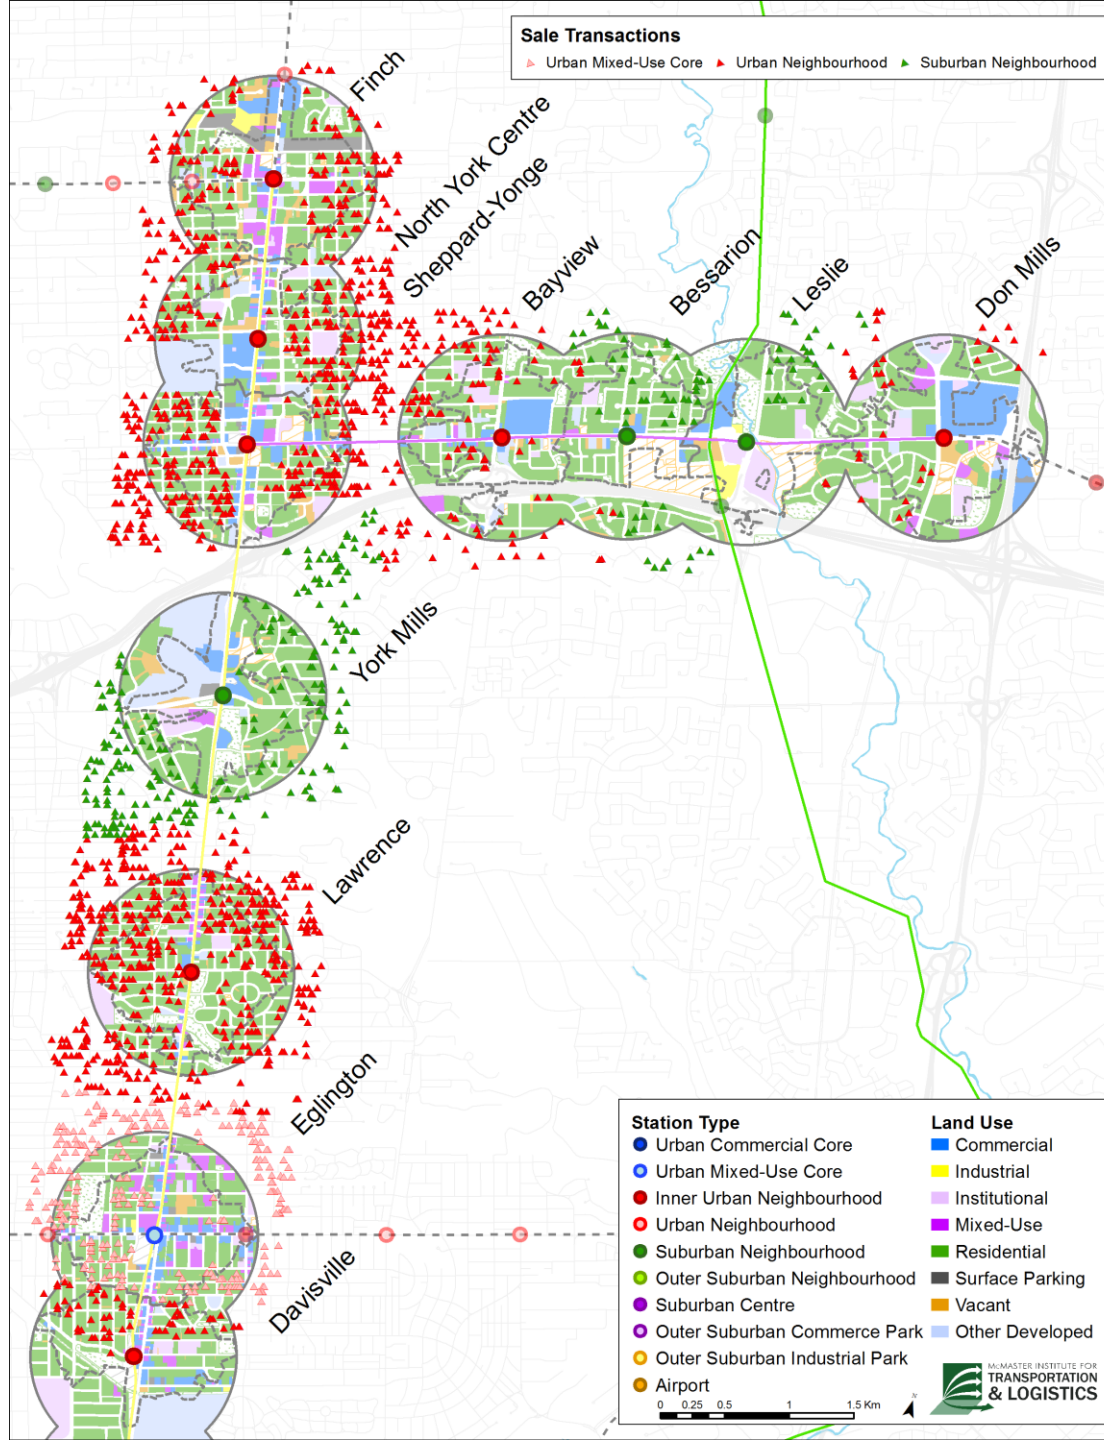 Sale Transactions
Urban Mixed-Use Core Urban Neighbourhood Suburban Neighbourhood
Finch
North York Centre
Sheppard-Yonge
Bayview
Bessarion
Leslie
Don Mills
York Mills
Lawrence
Eglington
Davisville
Station Type
Urban Commercial Core
Urban Mixed-Use Core
Inner Urban Neighbourhood
Urban Neighbourhood
Suburban Neighbourhood
Outer Suburban Neighbourhood
Suburban Centre
Outer Suburban Commerce Park
Outer Suburban Industrial Park
Airport
Land Use
Commercial
Industrial
Institutional
Mixed-Use
Residential
Surface Parking
Vacant
Other Developed
0 0.25 0.5 1 1.5 Km
McMASTER INSTITUTE FOR
TRANSPORTATION
& LOGISTICS